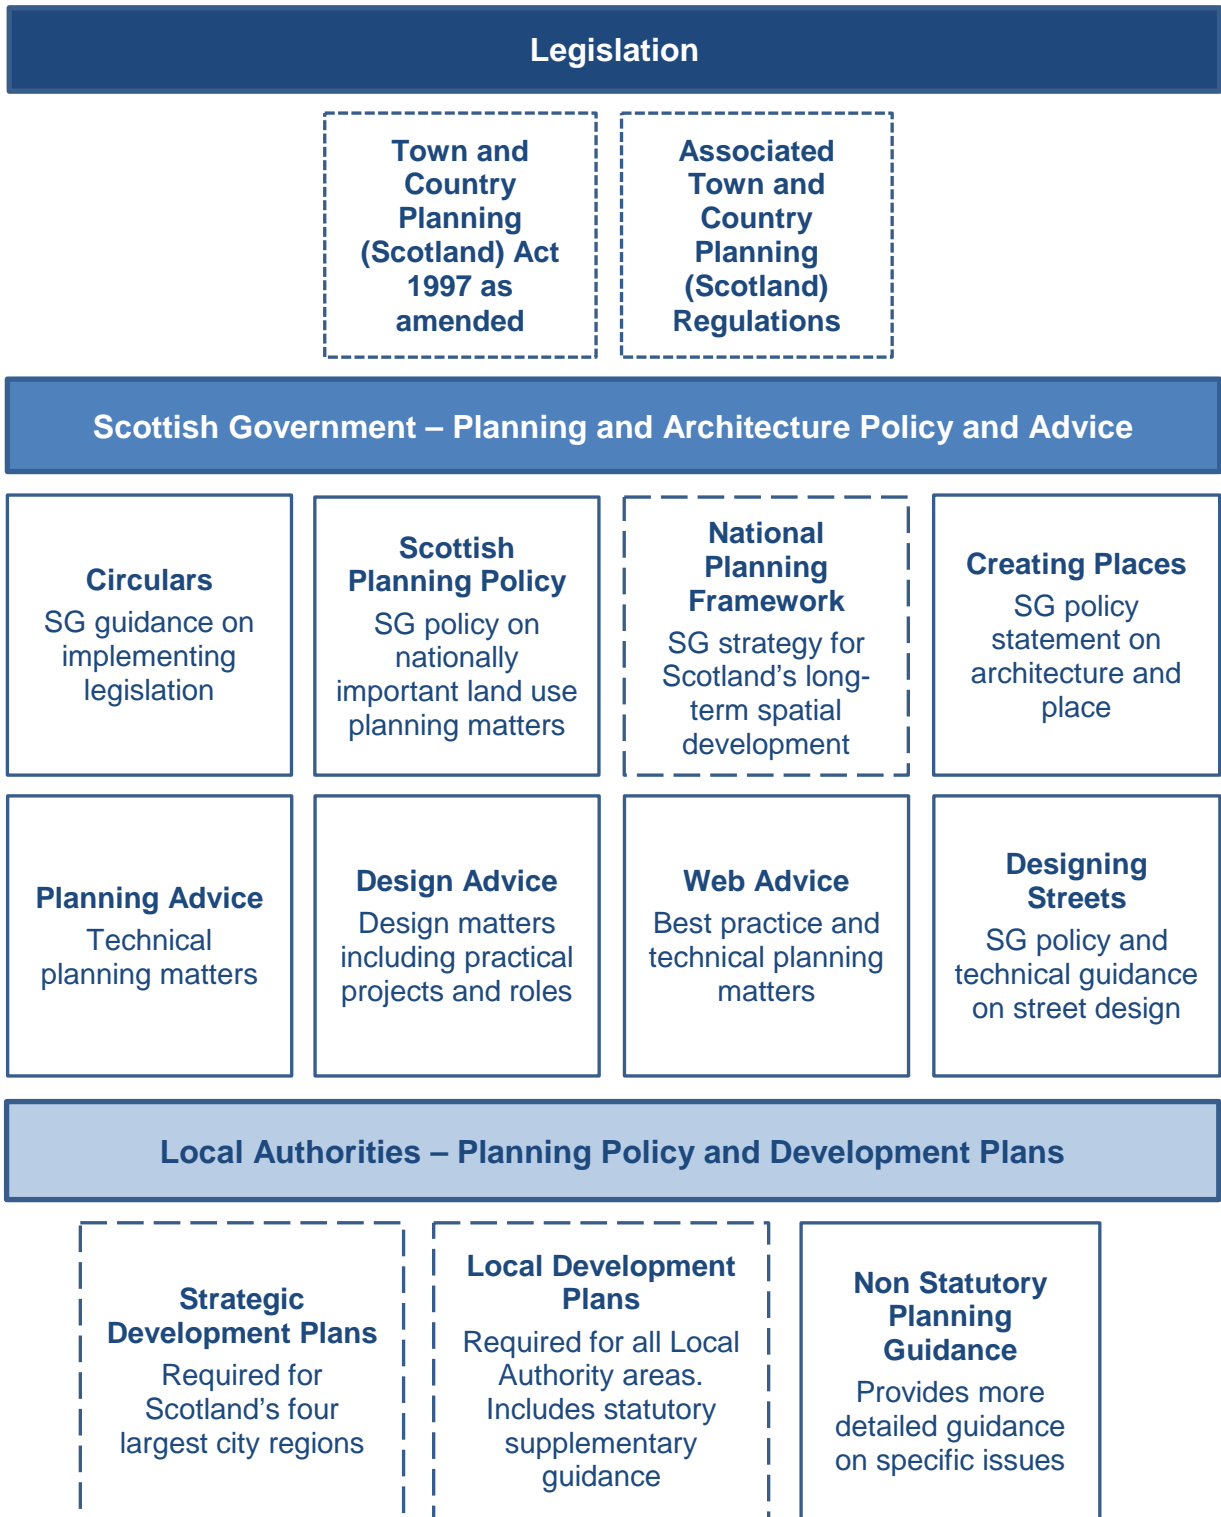 Legislation
Town and
Country
Planning
(Scotland) Act
1997 as
amended
Associated
Town and
Country
Planning
(Scotland)
Regulations
Scottish Government – Planning and Architecture Policy and Advice
Circulars
SG guidance on
implementing
legislation
Scottish
Planning Policy
SG policy on
nationally
important land use
planning matters
National
Planning
Framework
SG strategy for
Scotland’s long-
term spatial
development
Creating Places
SG policy
statement on
architecture and
place
Planning Advice
Technical
planning matters
Design Advice
Design matters
including practical
projects and roles
Web Advice
Best practice and
technical planning
matters
Designing
Streets
SG policy and
technical guidance
on street design
Local Authorities – Planning Policy and Development Plans
Strategic
Development Plans
Required for
Scotland’s four
largest city regions
Local Development
Plans
Required for all Local
Authority areas.
Includes statutory
supplementary
guidance
Non Statutory
Planning
Guidance
Provides more
detailed guidance
on specific issues